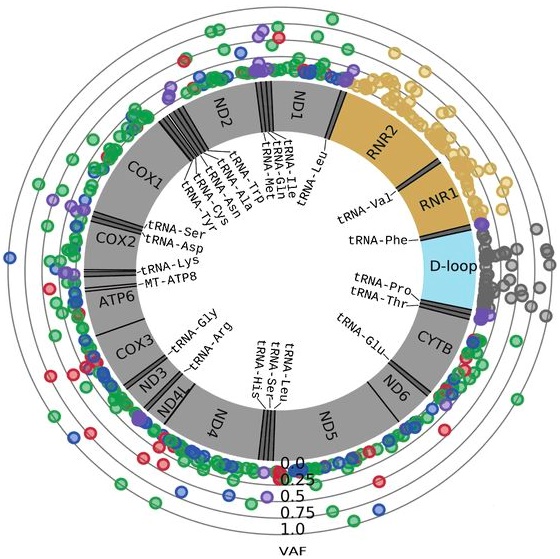 ND2
ND1
RNR2
RNR1
D-loop
CYTB
ND6
ND5
ND4
ND4L
ND3
COX3
ATP6
COX2
COX1
tRNA-Leu
tRNA-Ile
tRNA-Gln
tRNA-Met
tRNA-Trp
tRNA-Ala
tRNA-Asn
tRNA-Cys
tRNA-Tyr
tRNA-Val
tRNA-Phe
tRNA-Ser
tRNA-Asp
tRNA-Lys
MT-ATP8
tRNA-Pro
tRNA-Thr
tRNA-Glu
tRNA-Gly
tRNA-Arg
tRNA-Leu
tRNA-Ser
tRNA-His
0.0
0.25
0.5
0.75
1.0
VAF